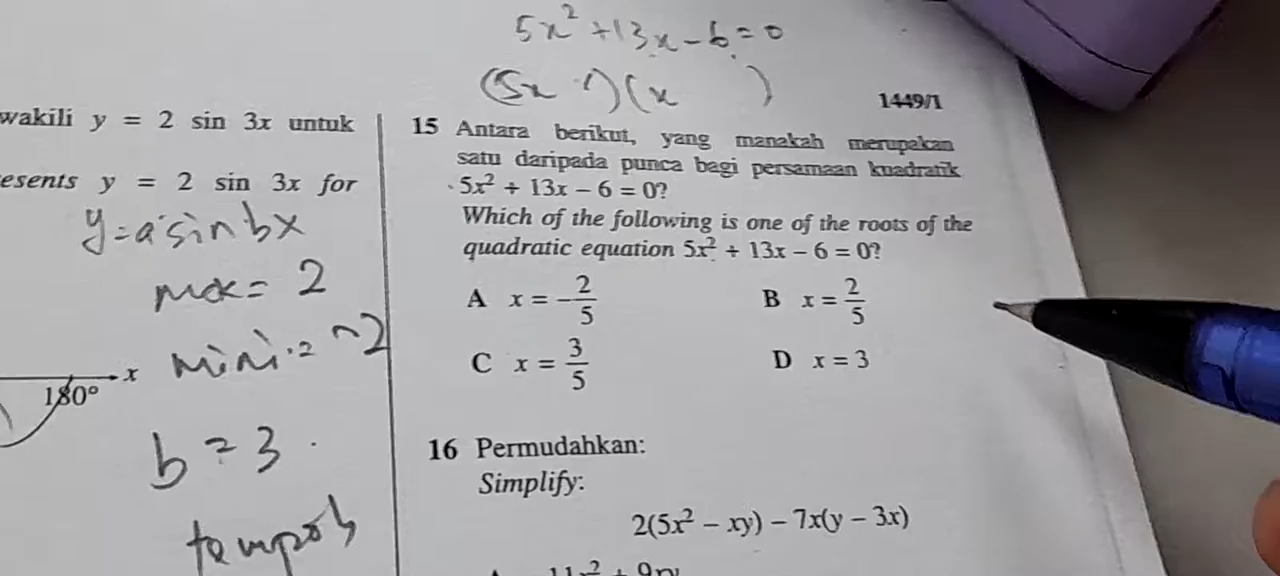 5x² + 13x - 6 = 0
(5x )(x )
1449/1
wakili y = 2 sin 3x untuk
esents y = 2 sin 3x for
y = a sin bx
max = 2
mini = -2
x
180°
b = 3
tempoh
15 Antara berikut, yang manakah merupakan
satu daripada punca bagi persamaan kuadratik
5x² + 13x – 6 = 0?
Which of the following is one of the roots of the
quadratic equation 5x² + 13x – 6 = 0?
A x = –2/5 B x = 2/5
C x = 3/5 D x = 3
16 Permudahkan:
Simplify:
2(5x² – xy) – 7x(y – 3x)